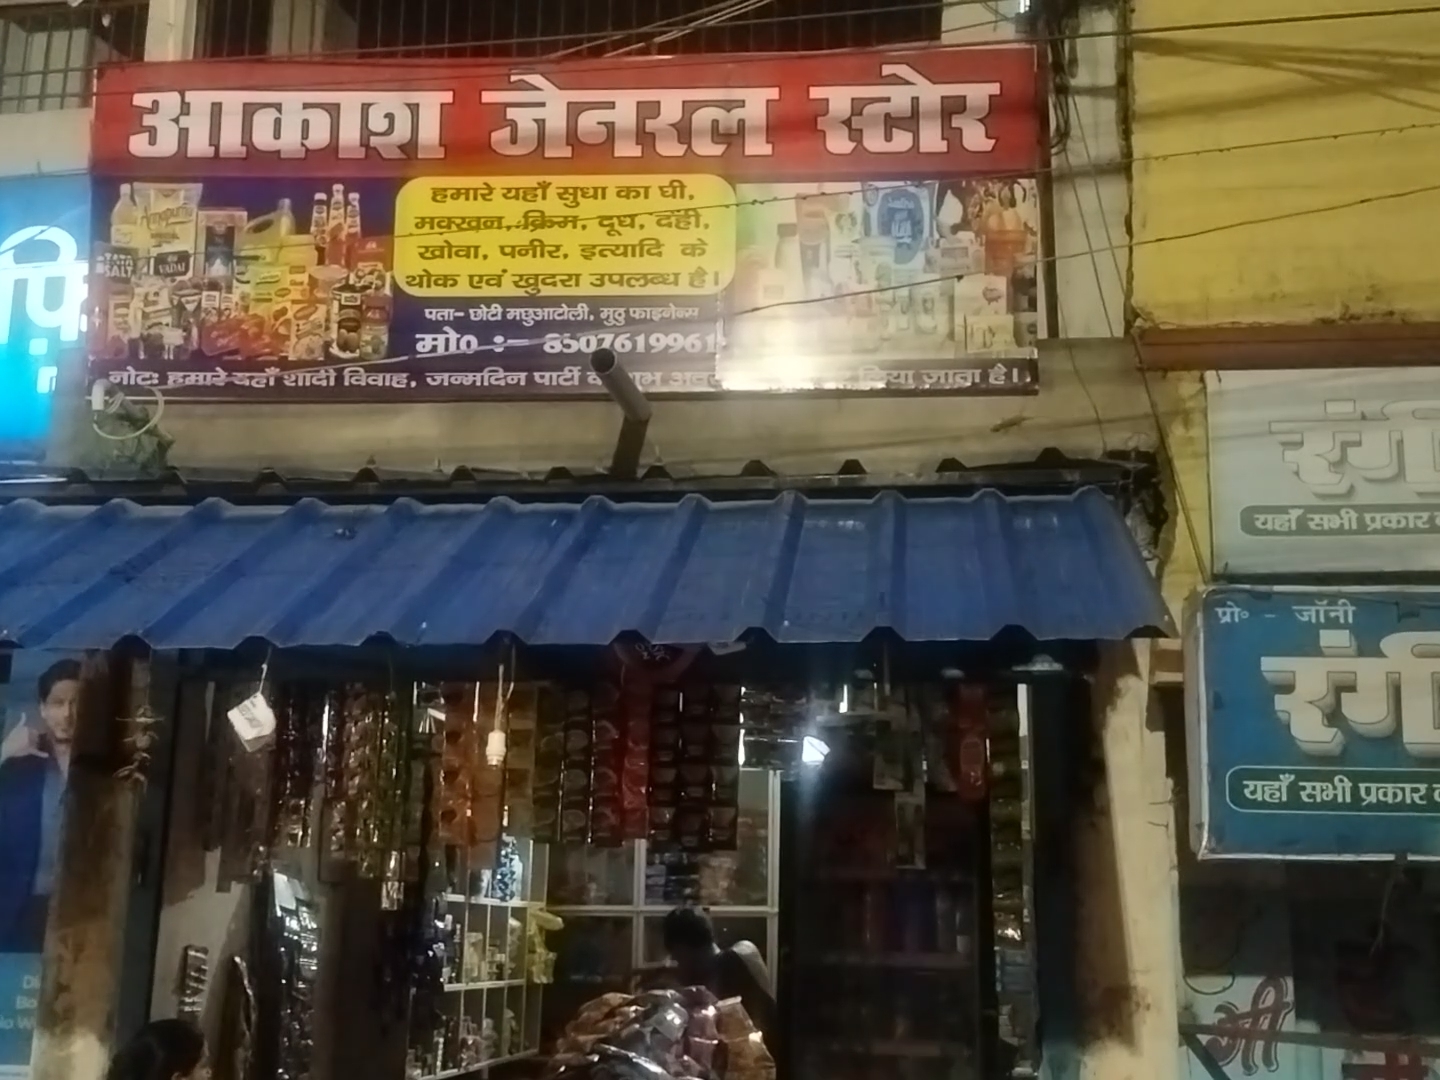 आकाश जेनरल स्टोर
हमारे यहाँ सुधा का घी,
मक्खन, क्रिम, दूध, दही,
खोवा, पनीर, इत्यादि के
थोक एवं खुदरा उपलब्ध है।
पता- छोटी मछुआटोली, मुठु फाइनेन्स
मो० :- 8507619961
नोटः हमारे यहाँ शादी विवाह, जन्मदिन पार्टी किया जाता है।
TATA
SALT
VADAI
रंगी
यहाँ सभी प्रकार
प्रो० - जॉनी
रंगी
यहाँ सभी प्रकार
श्री